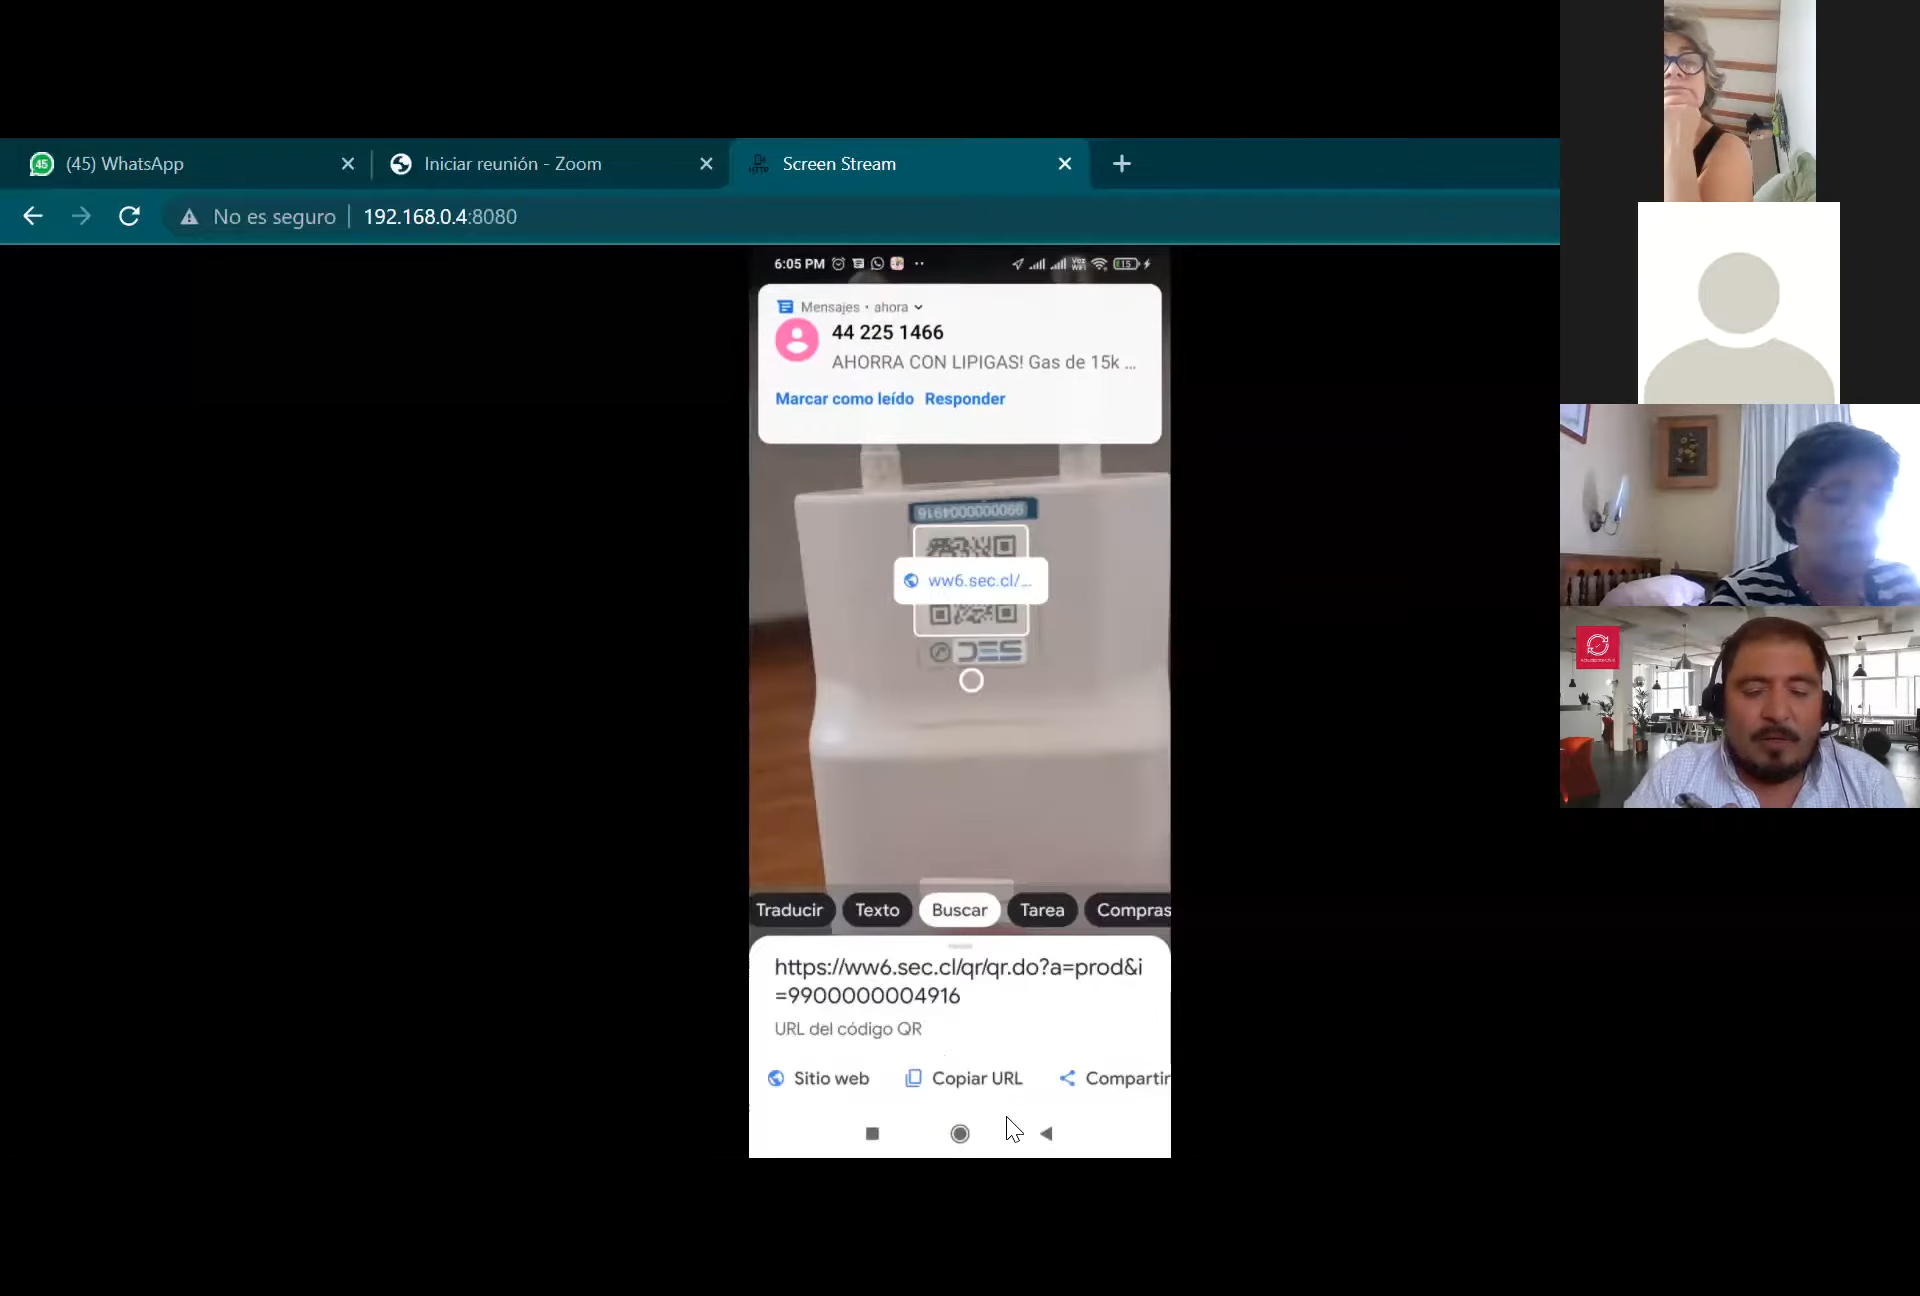 (45) WhatsApp
Iniciar reunión - Zoom
Screen Stream
No es seguro
192.168.0.4:8080
6:05 PM
15
Mensajes • ahora
44 225 1466
AHORRA CON LIPIGAS! Gas de 15k ...
Marcar como leído Responder
9900000004916
ww6.sec.cl/...
SEC
Traducir
Texto
Buscar
Tarea
Compras
https://ww6.sec.cl/qr/qr.do?a=prod&i
=9900000004916
URL del código QR
Sitio web
Copiar URL
Compartir